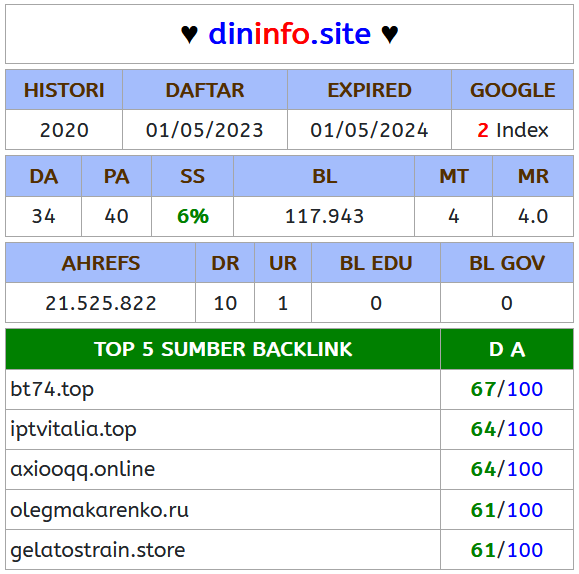 ♥ dininfo.site ♥
HISTORI DAFTAR EXPIRED GOOGLE
2020 01/05/2023 01/05/2024 2 Index
DA PA SS BL MT MR
34 40 6% 117.943 4 4.0
AHREFS DR UR BL EDU BL GOV
21.525.822 10 1 0 0
TOP 5 SUMBER BACKLINK D A
bt74.top 67/100
iptvitalia.top 64/100
axiooqq.online 64/100
olegmakarenko.ru 61/100
gelatostrain.store 61/100